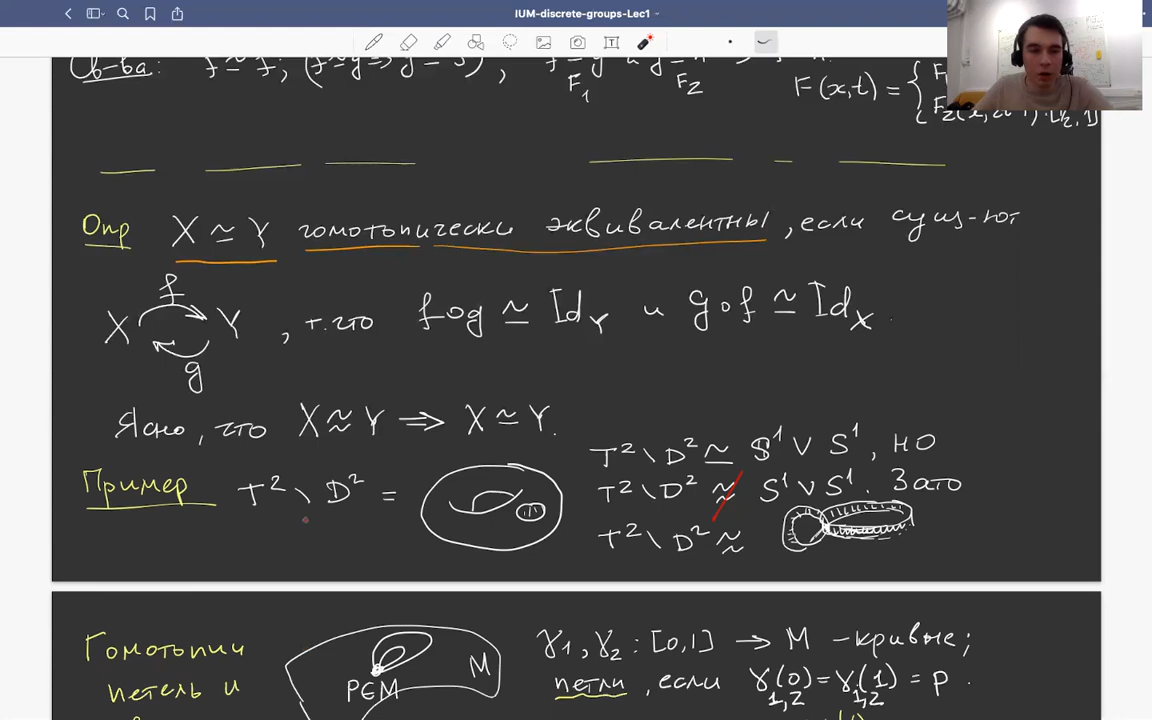 IUM-discrete-groups-Lec1
Св-ва: f ≃ f;
F₁ F₂ F(x,t) = {
Опр X ≃ Y гомотопически эквивалентны, если сущ-ют
f
X Y , т.что f∘g ≃ Id_Y и g∘f ≃ Id_X.
g
Ясно, что X ≈ Y ⟹ X ≃ Y.
T² \ D² ≃ S¹ ∨ S¹, НО
Пример T² \ D² =
T² \ D² ≉ S¹ ∨ S¹. Зато
T² \ D² ≈
Гомотопии γ₁, γ₂ : [0,1] → M - кривые;
M
петель и p∈M петли, если γ₁,₂(0) = γ₁,₂(1) = p.